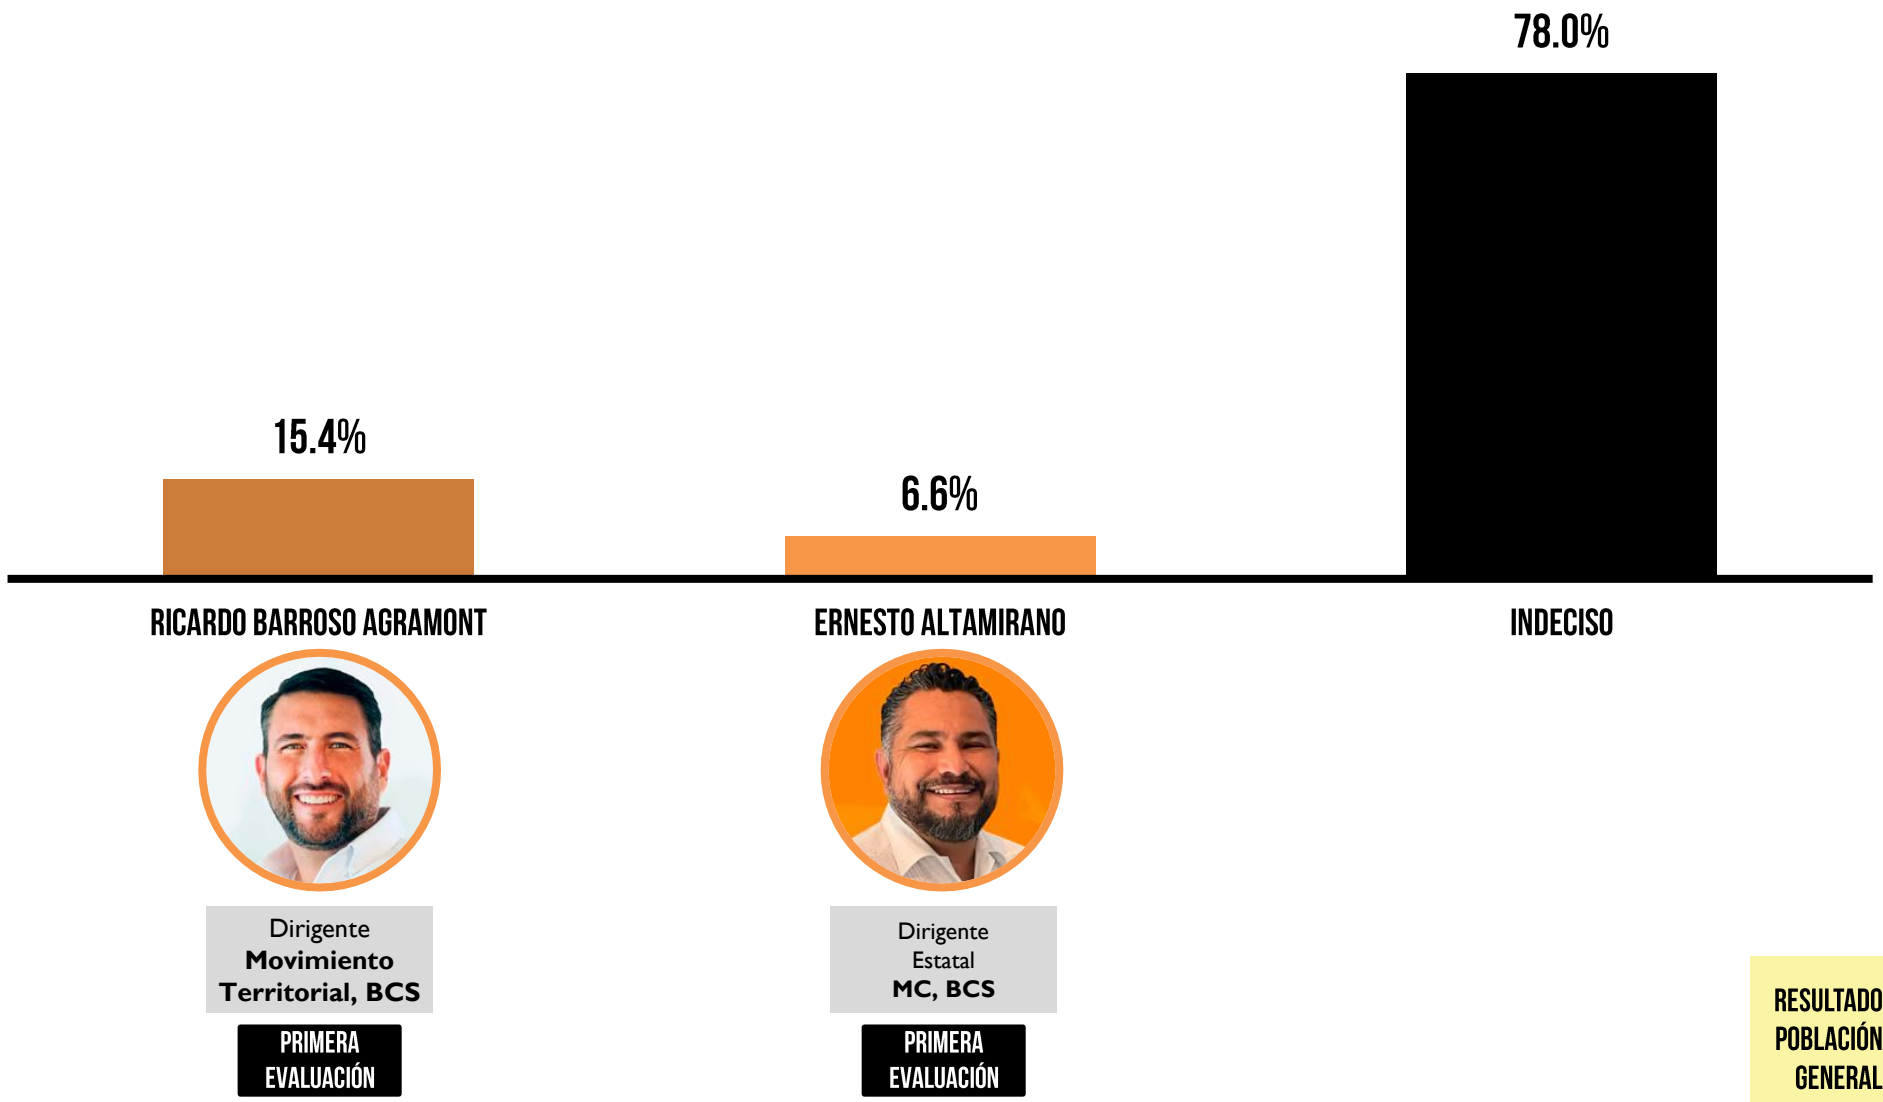 78.0%
15.4%
6.6%
RICARDO BARROSO AGRAMONT
ERNESTO ALTAMIRANO
INDECISO
Dirigente
Movimiento
Territorial, BCS
PRIMERA
EVALUACIÓN
Dirigente
Estatal
MC, BCS
PRIMERA
EVALUACIÓN
RESULTADO
POBLACIÓN
GENERAL